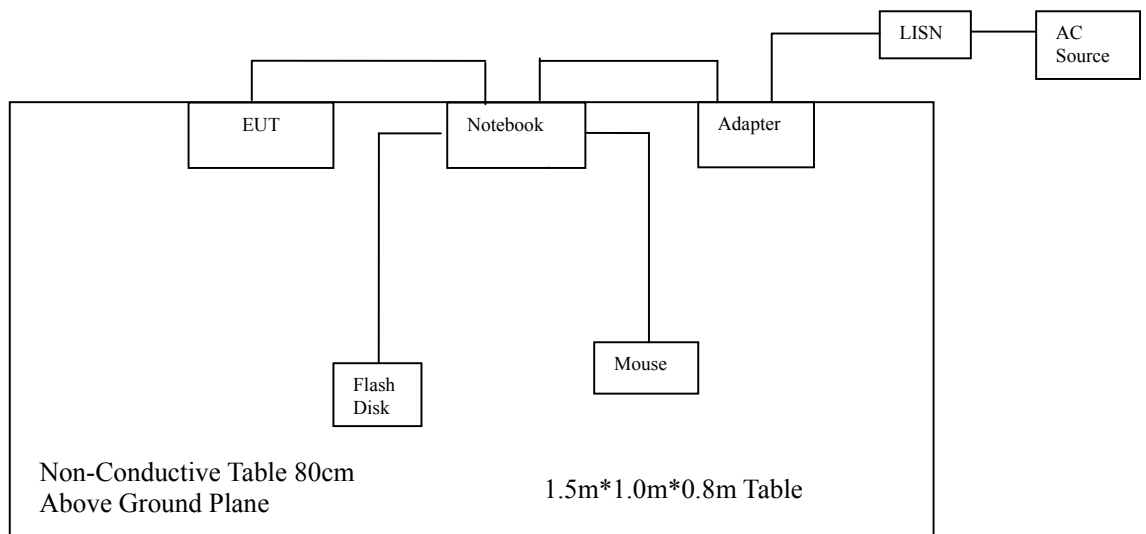 LISN
AC
Source
EUT
Notebook
Adapter
Mouse
Flash
Disk
Non-Conductive Table 80cm
Above Ground Plane
1.5m*1.0m*0.8m Table